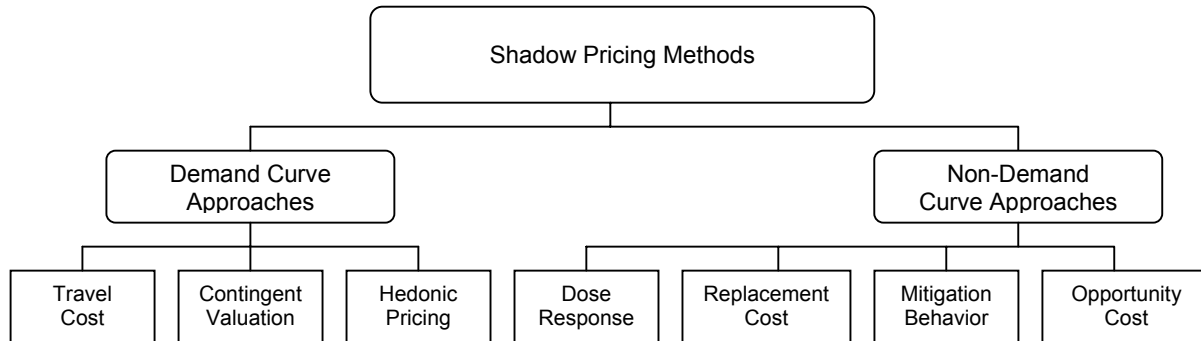 Shadow Pricing Methods
Demand Curve
Approaches
Non-Demand
Curve Approaches
Travel
Cost
Contingent
Valuation
Hedonic
Pricing
Dose
Response
Replacement
Cost
Mitigation
Behavior
Opportunity
Cost